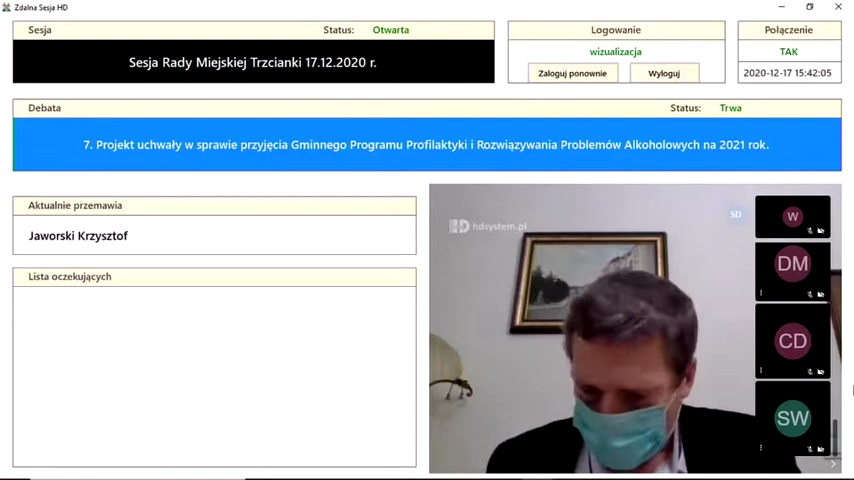 Zdalna Sesja HD
Sesja Status: Otwarta
Sesja Rady Miejskiej Trzcianki 17.12.2020 r.
Logowanie
wizualizacja
Zaloguj ponownie Wyloguj
Połączenie
TAK
2020-12-17 15:42:05
Debata Status: Trwa
7. Projekt uchwały w sprawie przyjęcia Gminnego Programu Profilaktyki i Rozwiązywania Problemów Alkoholowych na 2021 rok.
Aktualnie przemawia
Jaworski Krzysztof
Lista oczekujących
HD hdsystem.pl
SD
W
DM
CD
SW